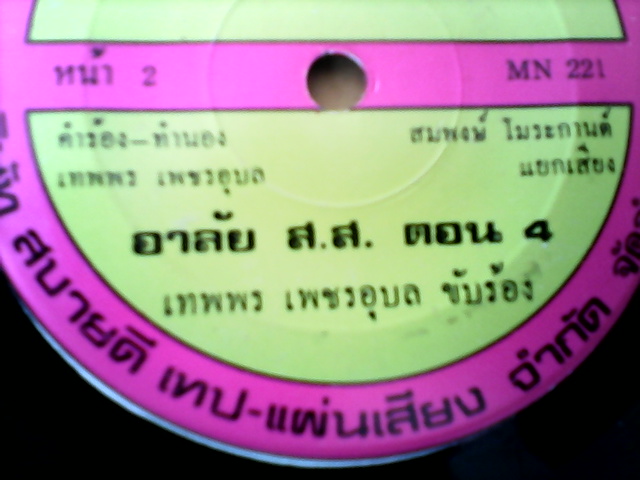 หน้า 2
MN 221
คำร้อง-ทำนอง
เทพพร เพชรอุบล
สมพงษ์ โมระกานต์
แยกเสียง
อาลัย ส.ส. ตอน 4
เทพพร เพชรอุบล ขับร้อง
สบายดี เทป-แผ่นเสียง จำกัด